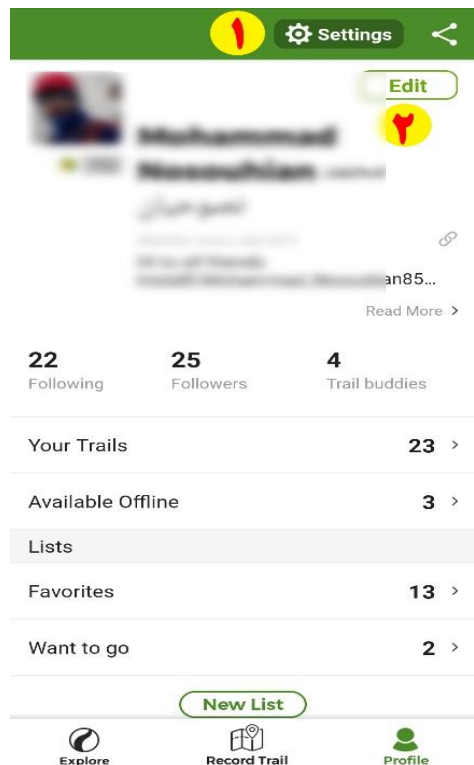 ۱ Settings
Edit
۲
an85...
Read More >
22 25 4
Following Followers Trail buddies
Your Trails 23 >
Available Offline 3 >
Lists
Favorites 13 >
Want to go 2 >
New List
Explore Record Trail Profile